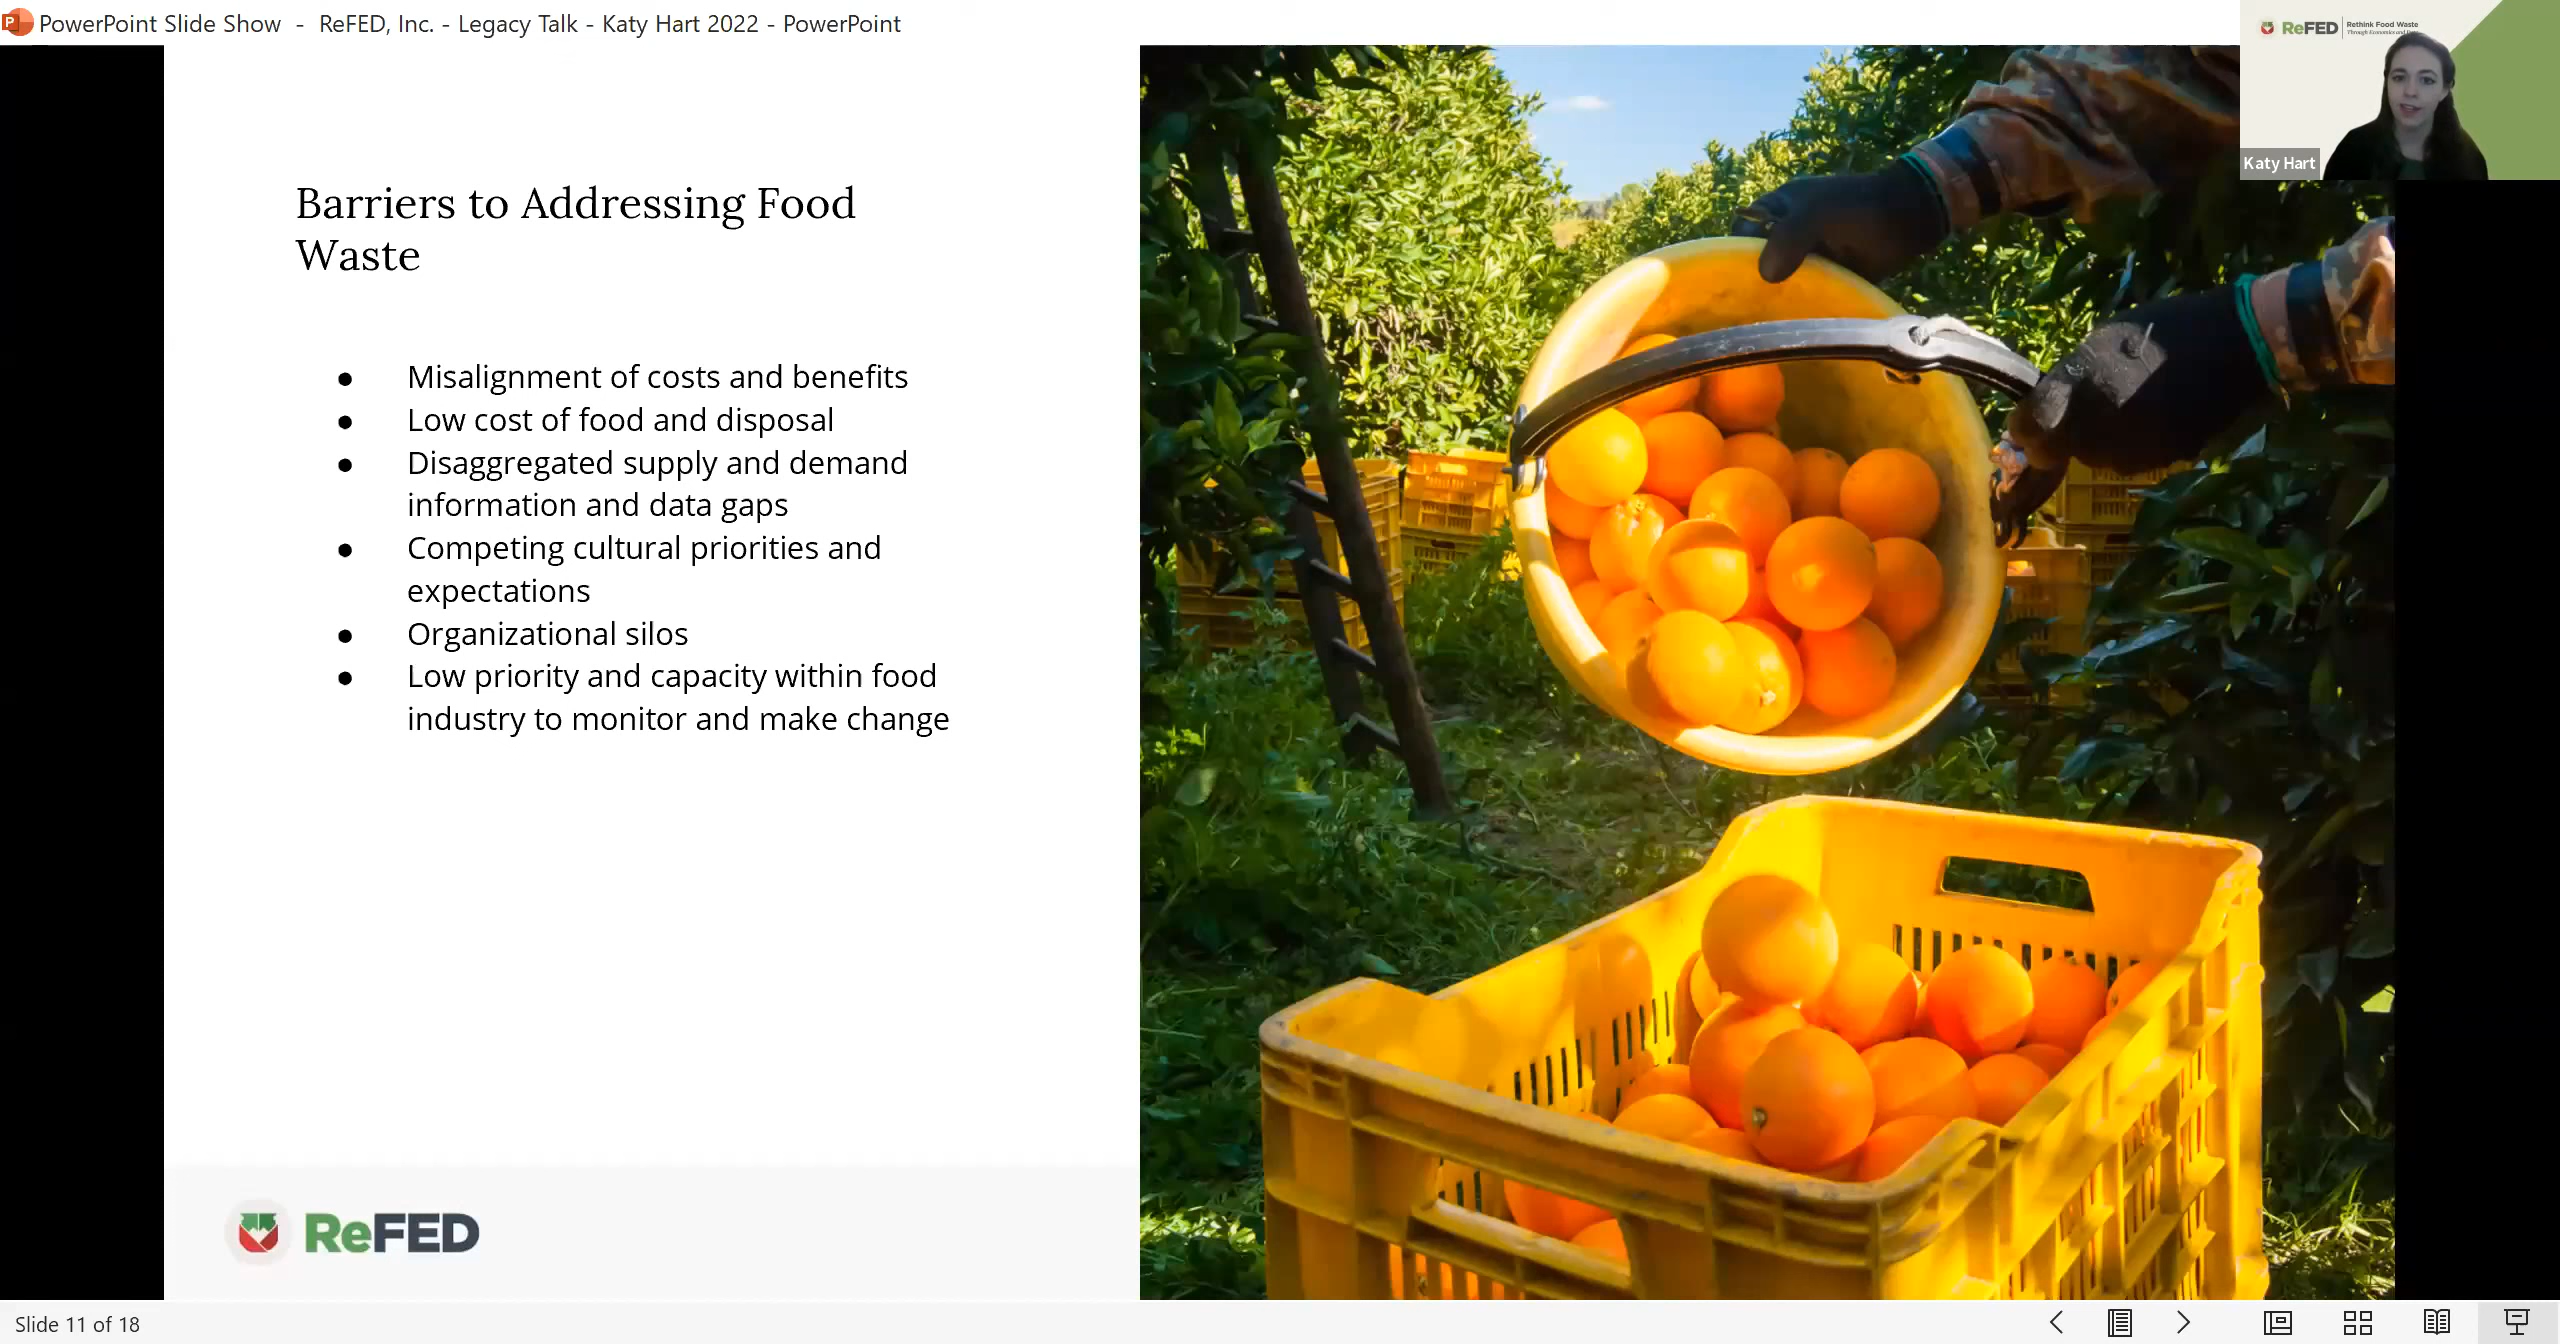 PowerPoint Slide Show - ReFED, Inc. - Legacy Talk - Katy Hart 2022 - PowerPoint
ReFED
Rethink Food Waste
Katy Hart
Barriers to Addressing Food
Waste
● Misalignment of costs and benefits
● Low cost of food and disposal
● Disaggregated supply and demand
information and data gaps
● Competing cultural priorities and
expectations
● Organizational silos
● Low priority and capacity within food
industry to monitor and make change
ReFED
Slide 11 of 18